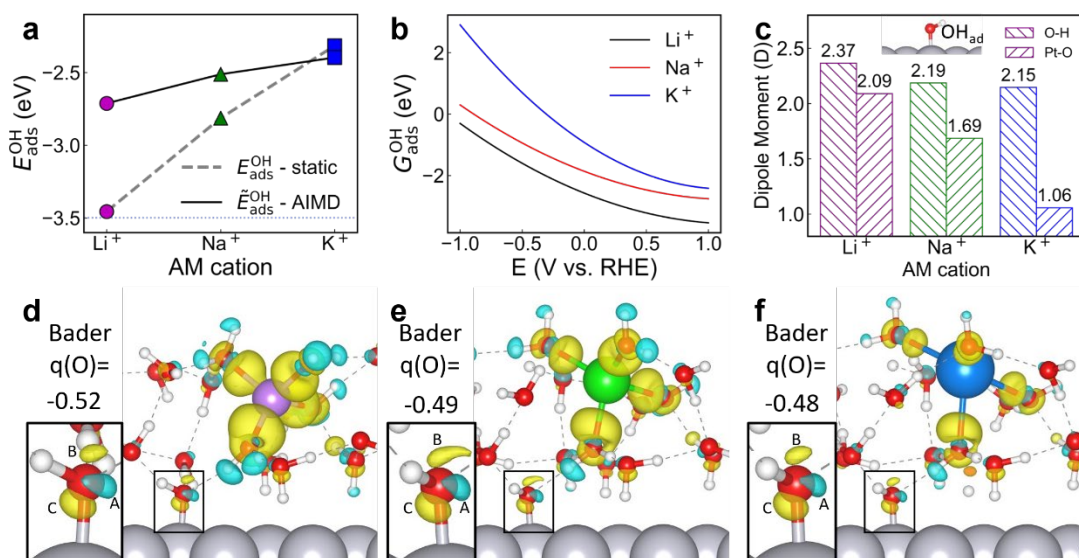 a
E_ads^OH (eV)
−2.5
−3.0
−3.5
E_ads^OH - static
Ẽ_ads^OH - AIMD
Li⁺ Na⁺ K⁺
AM cation
b
G_ads^OH (eV)
2
0
−2
Li⁺
Na⁺
K⁺
−1.0 −0.5 0.0 0.5 1.0
E (V vs. RHE)
c
Dipole Moment (D)
2.5
2.0
1.5
1.0
OH_ad
O-H
Pt-O
2.37
2.09
2.19
1.69
2.15
1.06
Li⁺ Na⁺ K⁺
AM cation
d
Bader
q(O)=
-0.52
B
C
A
e
Bader
q(O)=
-0.49
B
C
A
f
Bader
q(O)=
-0.48
B
C
A